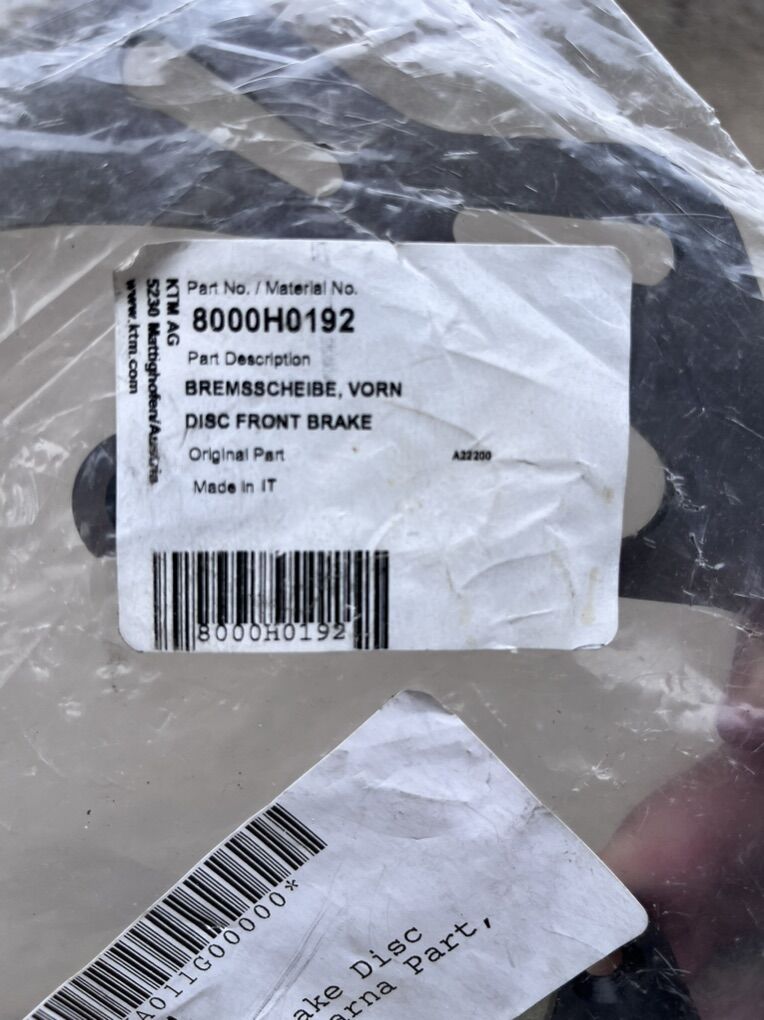 KTM AG
5230 Mattighofen/Austria
www.ktm.com
Part No. / Material No.
8000H0192
Part Description
BREMSSCHEIBE, VORN
DISC FRONT BRAKE
Original Part A22200
Made in IT
8000H0192
A011G00000*
ake Disc
arna Part,